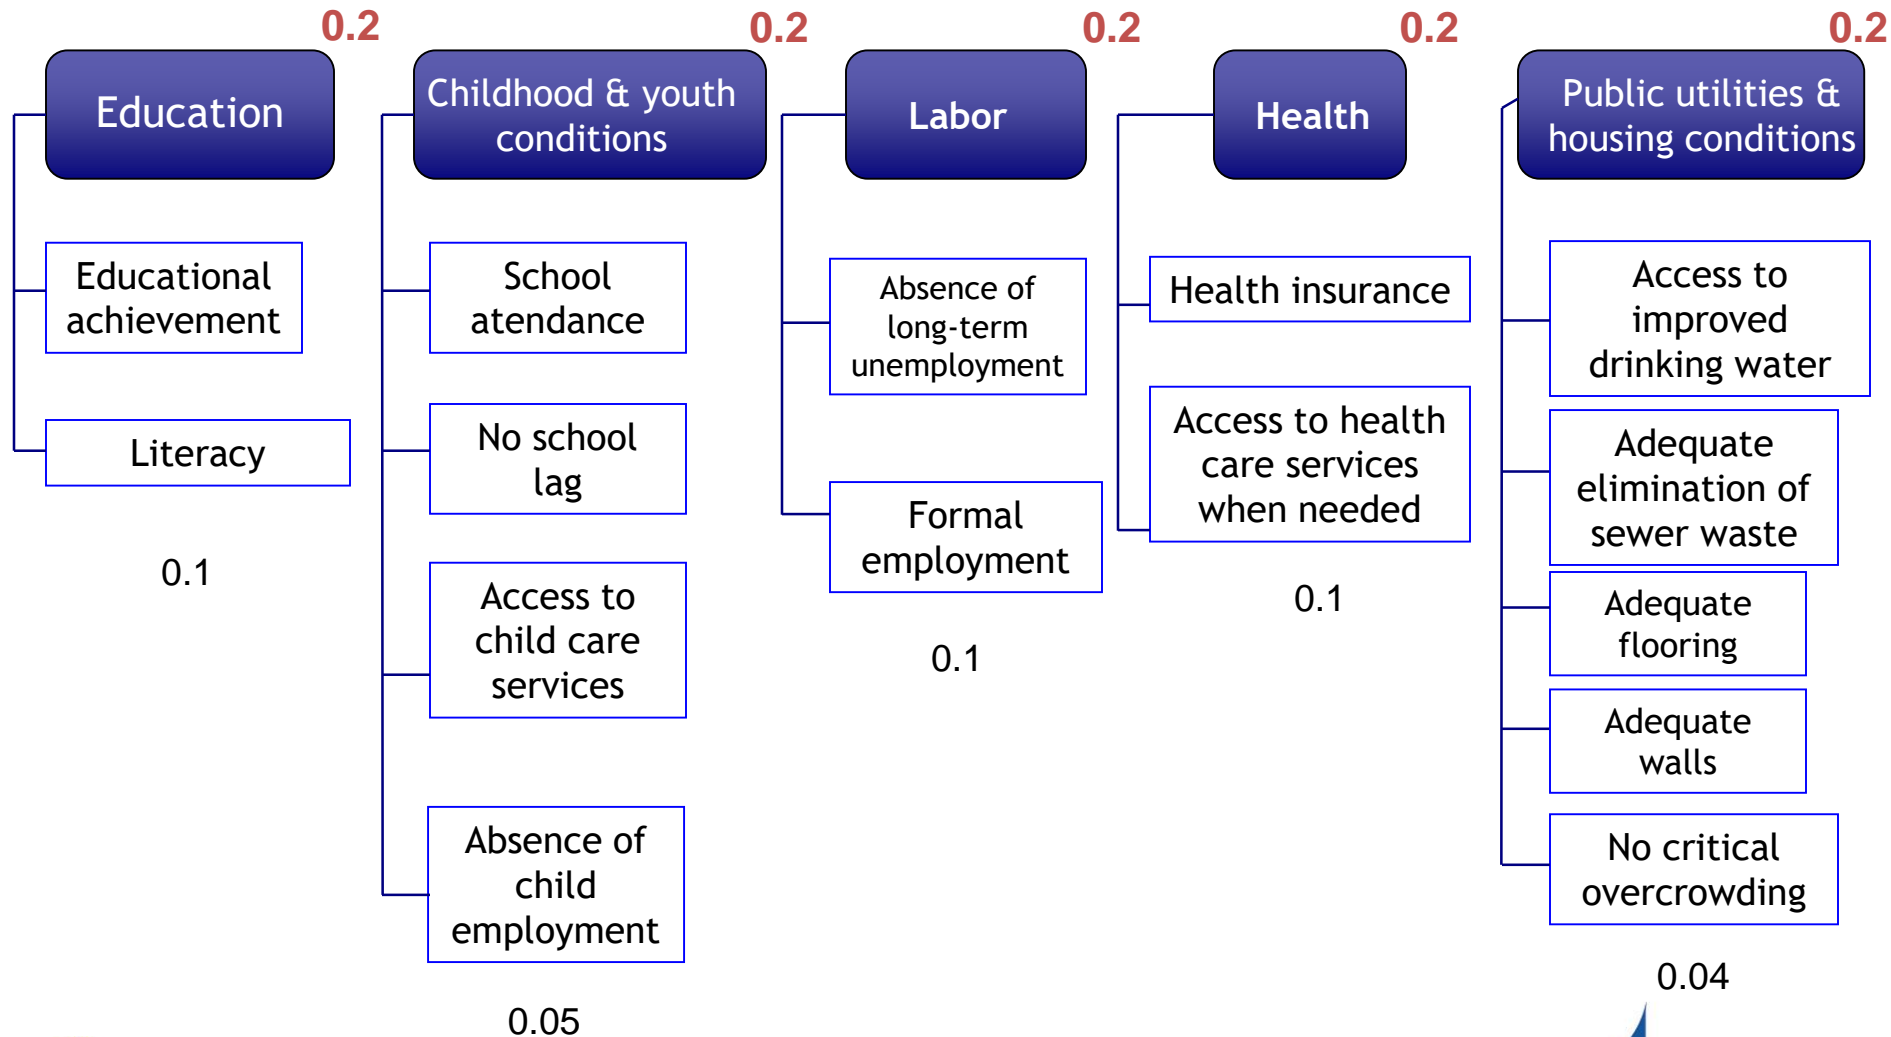 0.2
Education
Educational
achievement
Literacy
0.1
0.2
Childhood & youth
conditions
School
atendance
No school
lag
Access to
child care
services
Absence of
child
employment
0.05
0.2
Labor
Absence of
long-term
unemployment
Formal
employment
0.1
0.2
Health
Health insurance
Access to health
care services
when needed
0.1
0.2
Public utilities &
housing conditions
Access to
improved
drinking water
Adequate
elimination of
sewer waste
Adequate
flooring
Adequate
walls
No critical
overcrowding
0.04